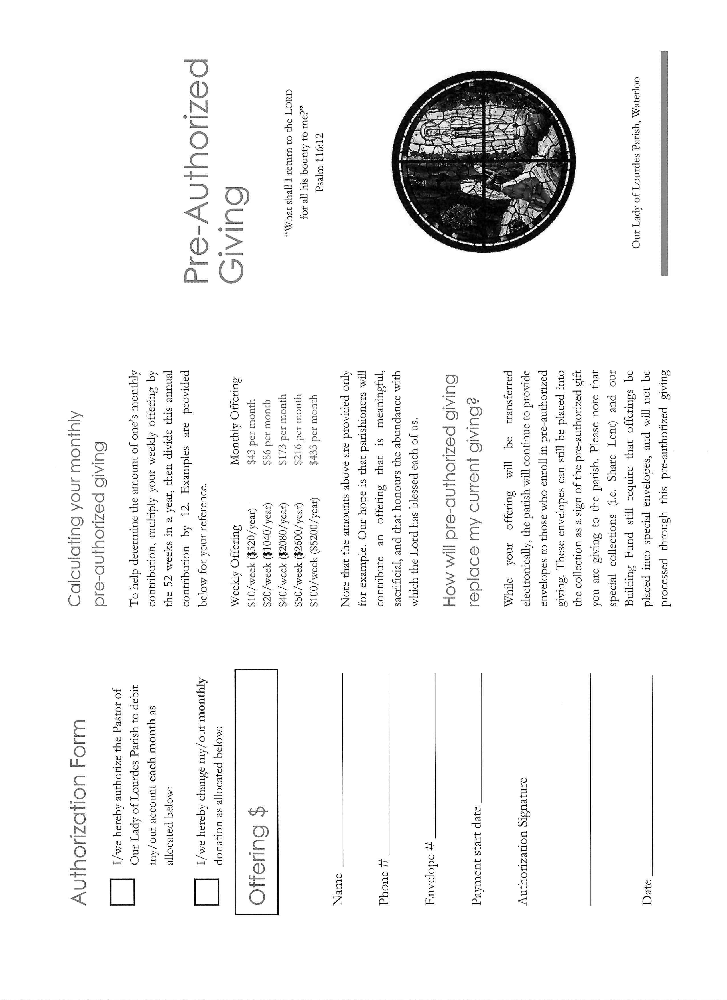 Authorization Form
I/we hereby authorize the Pastor of
Our Lady of Lourdes Parish to debit
my/our account each month as
allocated below:
I/we hereby change my/our monthly
donation as allocated below:
Offering $
Name
Phone #
Envelope #
Payment start date
Authorization Signature
Date
Calculating your monthly
pre-authorized giving
To help determine the amount of one's monthly
contribution, multiply your weekly offering by
the 52 weeks in a year, then divide this annual
contribution by 12. Examples are provided
below for your reference.
Weekly Offering Monthly Offering
$10/week ($520/year) $43 per month
$20/week ($1040/year) $86 per month
$40/week ($2080/year) $173 per month
$50/week ($2600/year) $216 per month
$100/week ($5200/year) $433 per month
Note that the amounts above are provided only
for example. Our hope is that parishioners will
contribute an offering that is meaningful,
sacrificial, and that honours the abundance with
which the Lord has blessed each of us.
How will pre-authorized giving
replace my current giving?
While your offering will be transferred
electronically, the parish will continue to provide
envelopes to those who enroll in pre-authorized
giving. These envelopes can still be placed into
the collection as a sign of the pre-authorized gift
you are giving to the parish. Please note that
special collections (i.e. Share Lent) and our
Building Fund still require that offerings be
placed into special envelopes, and will not be
processed through this pre-authorized giving
Pre-Authorized
Giving
“What shall I return to the LORD
for all his bounty to me?”
Psalm 116:12
Our Lady of Lourdes Parish, Waterloo